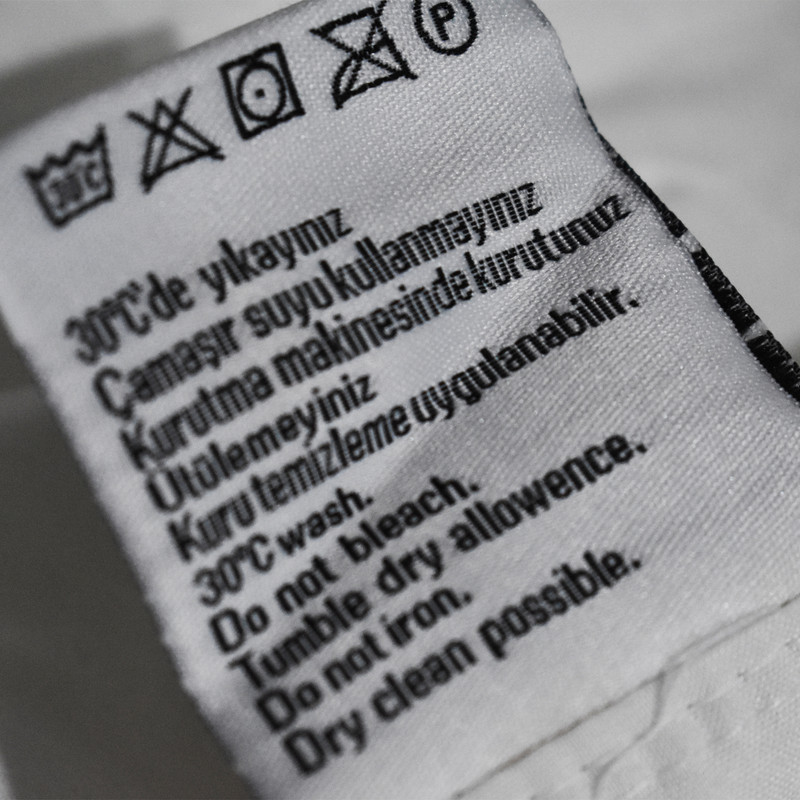 30°C P
30°C'de yıkayınız
Çamaşır suyu kullanmayınız
Kurutma makinesinde kurutunuz
Ütülemeyiniz
Kuru temizleme uygulanabilir.
30°C wash.
Do not bleach.
Tumble dry allowence.
Do not iron.
Dry clean possible.